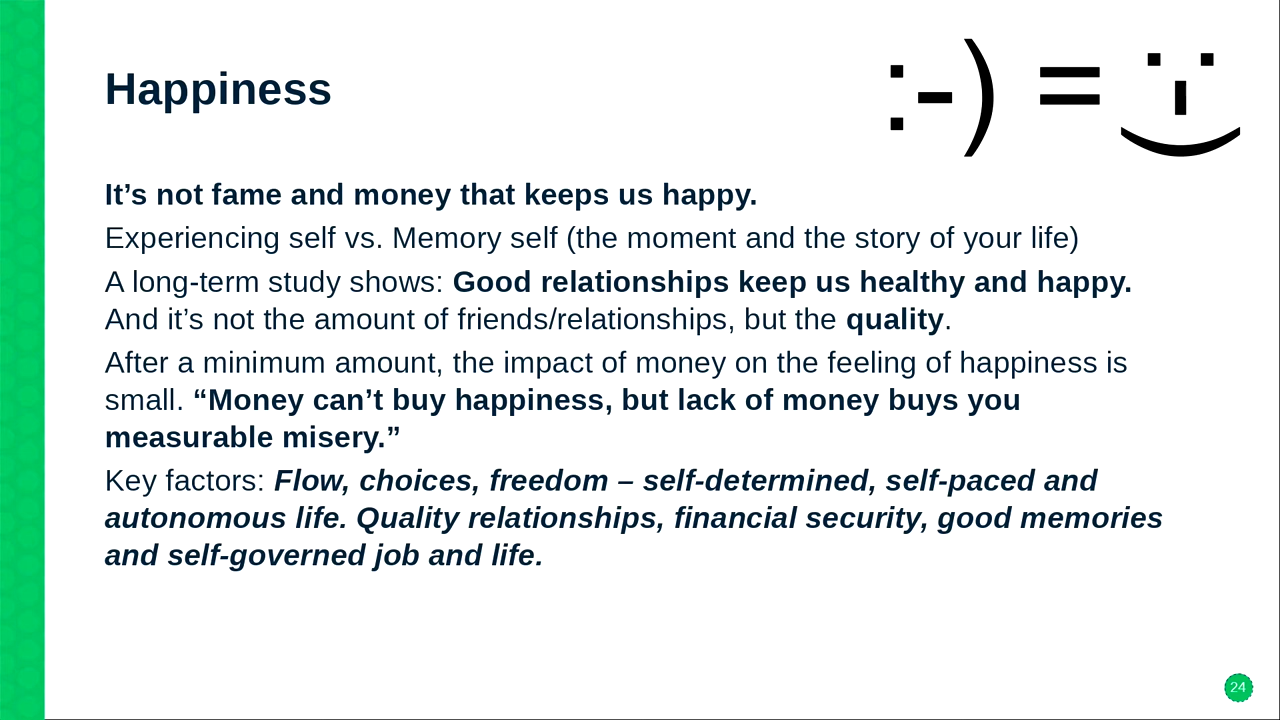 Happiness
:-) = :-)
It’s not fame and money that keeps us happy.
Experiencing self vs. Memory self (the moment and the story of your life)
A long-term study shows: Good relationships keep us healthy and happy.
And it’s not the amount of friends/relationships, but the quality.
After a minimum amount, the impact of money on the feeling of happiness is
small. “Money can’t buy happiness, but lack of money buys you
measurable misery.”
Key factors: Flow, choices, freedom – self-determined, self-paced and
autonomous life. Quality relationships, financial security, good memories
and self-governed job and life.
24